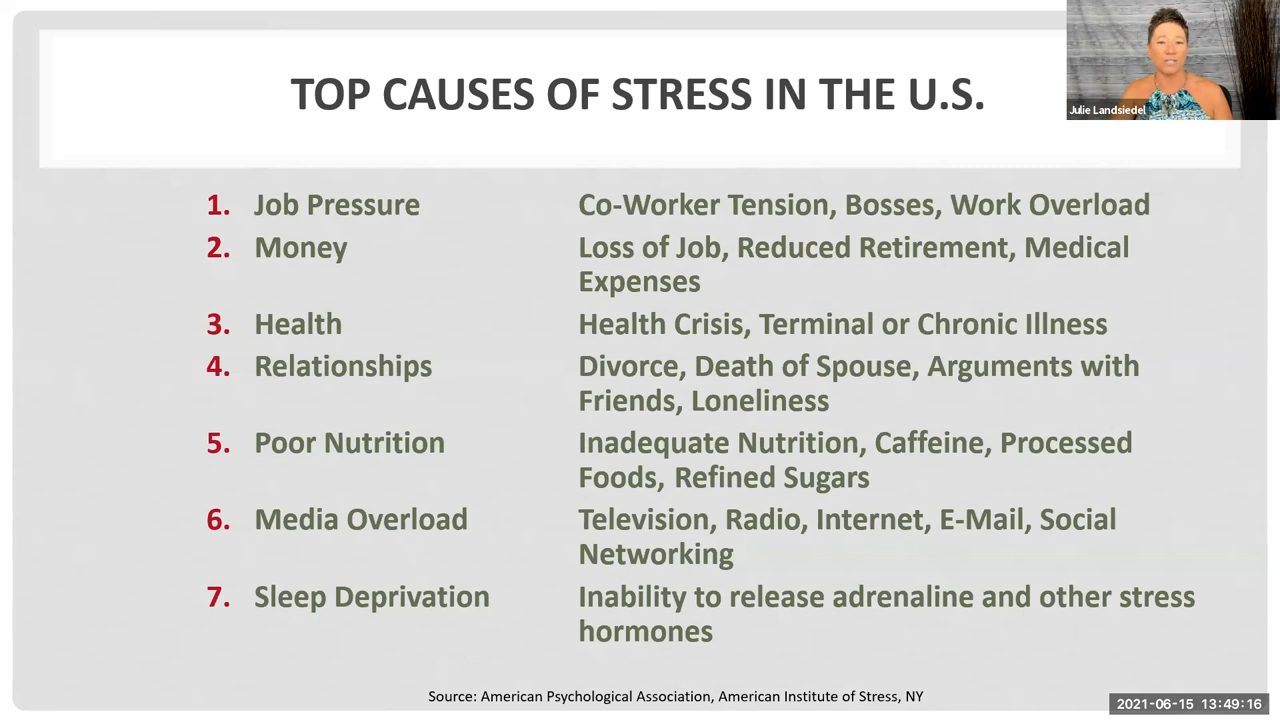 TOP CAUSES OF STRESS IN THE U.S.
Julie Landsiedel
1. Job Pressure Co-Worker Tension, Bosses, Work Overload
2. Money Loss of Job, Reduced Retirement, Medical
Expenses
3. Health Health Crisis, Terminal or Chronic Illness
4. Relationships Divorce, Death of Spouse, Arguments with
Friends, Loneliness
5. Poor Nutrition Inadequate Nutrition, Caffeine, Processed
Foods, Refined Sugars
6. Media Overload Television, Radio, Internet, E-Mail, Social
Networking
7. Sleep Deprivation Inability to release adrenaline and other stress
hormones
Source: American Psychological Association, American Institute of Stress, NY
2021-06-15 13:49:16